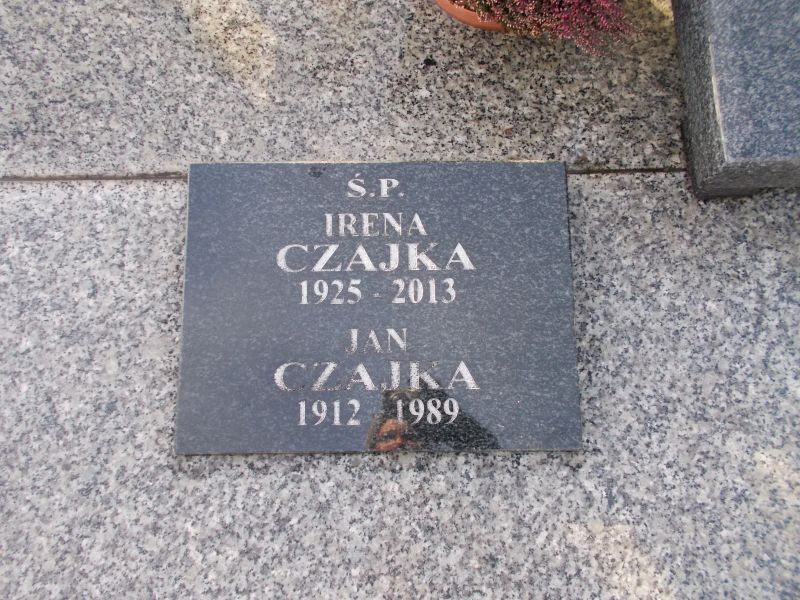 Ś.P.
IRENA
CZAJKA
1925 - 2013
JAN
CZAJKA
1912 - 1989